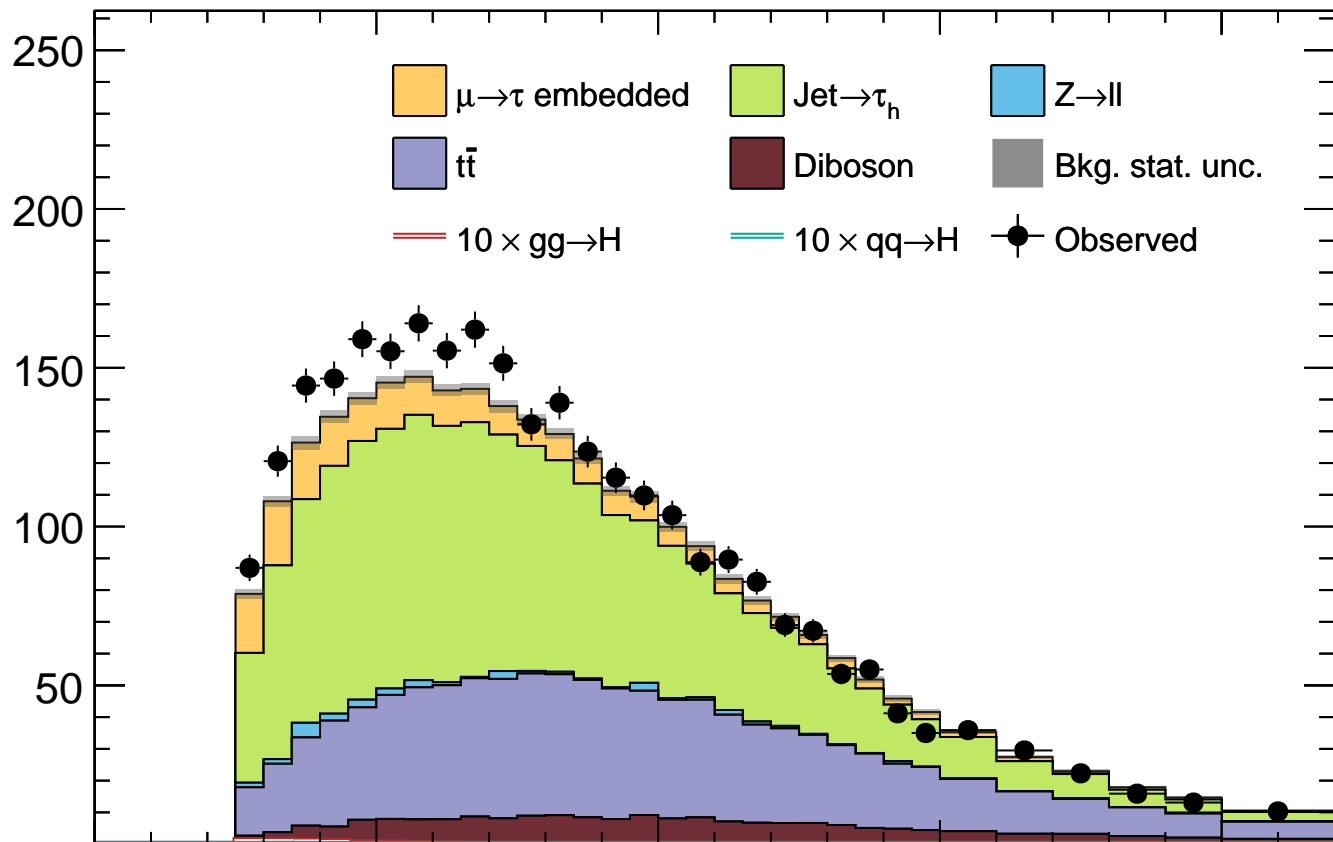 250
200
150
100
50
μ→τ embedded
Jet→τh
Z→ll
tt̄
Diboson
Bkg. stat. unc.
10 × gg→H
10 × qq→H
Observed